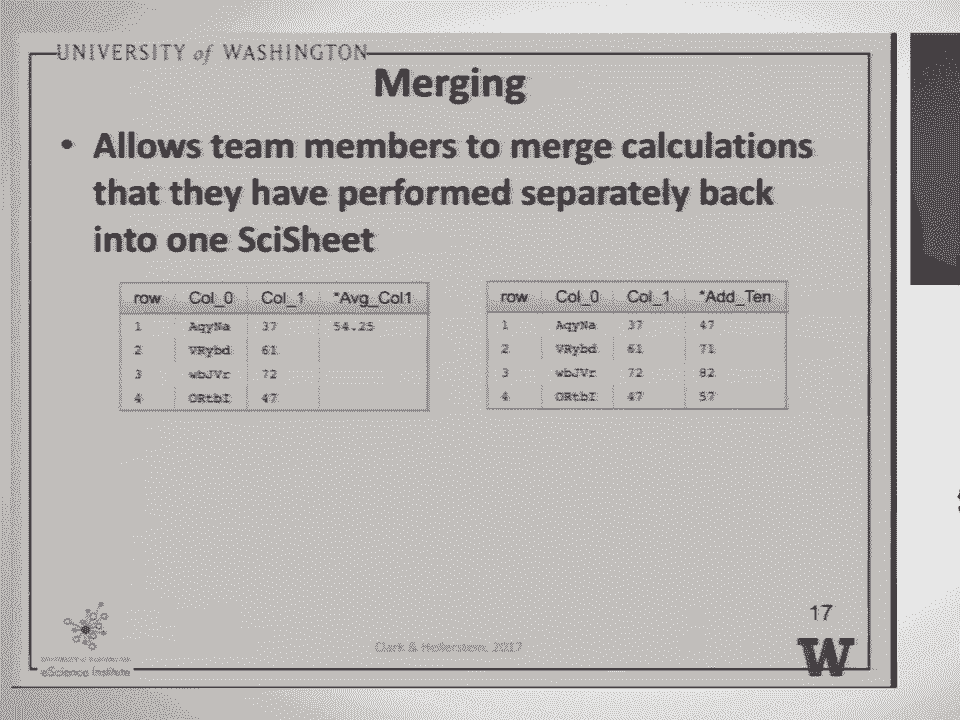 UNIVERSITY of WASHINGTON
Merging
• Allows team members to merge calculations
that they have performed separately back
into one SciSheet
row Col_0 Col_1 *Avg_Col1
1 AqyNa 37 54.25
2 VRybd 61
3 wbJVr 72
4 ORtbI 47
row Col_0 Col_1 *Add_Ten
1 AqyNa 37 47
2 VRybd 61 71
3 wbJVr 72 82
4 ORtbI 47 57
17
Clark & Hellerstein, 2017
UNIVERSITY of WASHINGTON
eScience Institute
W